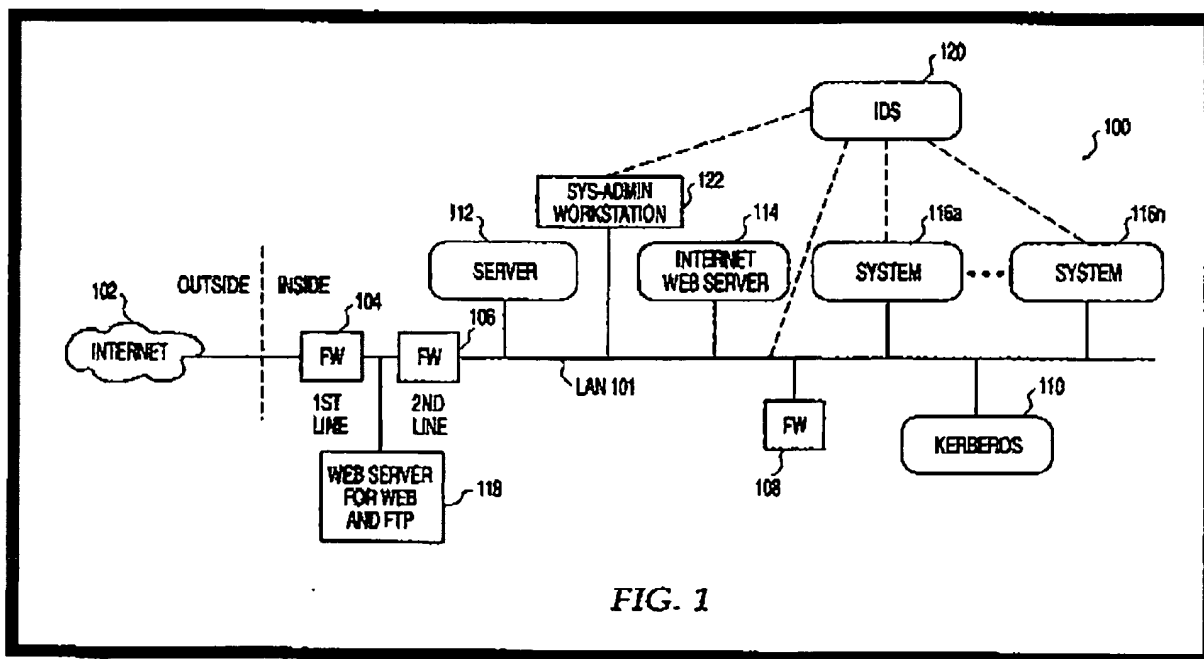 120
IDS
100
SYS-ADMIN
WORKSTATION
122
112
SERVER
114
INTERNET
WEB SERVER
116a
SYSTEM
116n
SYSTEM
OUTSIDE
INSIDE
102
INTERNET
104
FW
1ST
LINE
106
FW
2ND
LINE
LAN 101
FW
108
110
KERBEROS
WEB SERVER
FOR WEB
AND FTP
118
FIG. 1